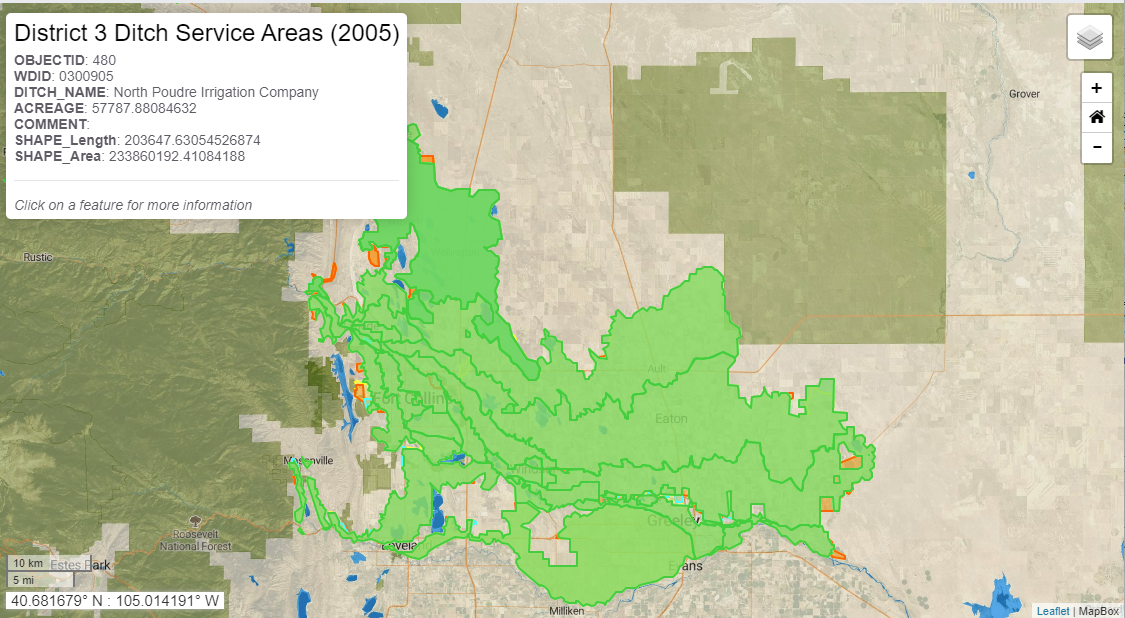 District 3 Ditch Service Areas (2005)
OBJECTID: 480
WDID: 0300905
DITCH_NAME: North Poudre Irrigation Company
ACREAGE: 57787.88084632
COMMENT:
SHAPE_Length: 203647.63054526874
SHAPE_Area: 233860192.41084188
Click on a feature for more information
+
-
Grover
Rustic
Ault
Fort Collins
Eaton
Masonville
Windsor
Greeley
Roosevelt
National Forest
Loveland
Evans
10 km
Estes Park
5 mi
40.681679° N : 105.014191° W
Milliken
Leaflet | MapBox